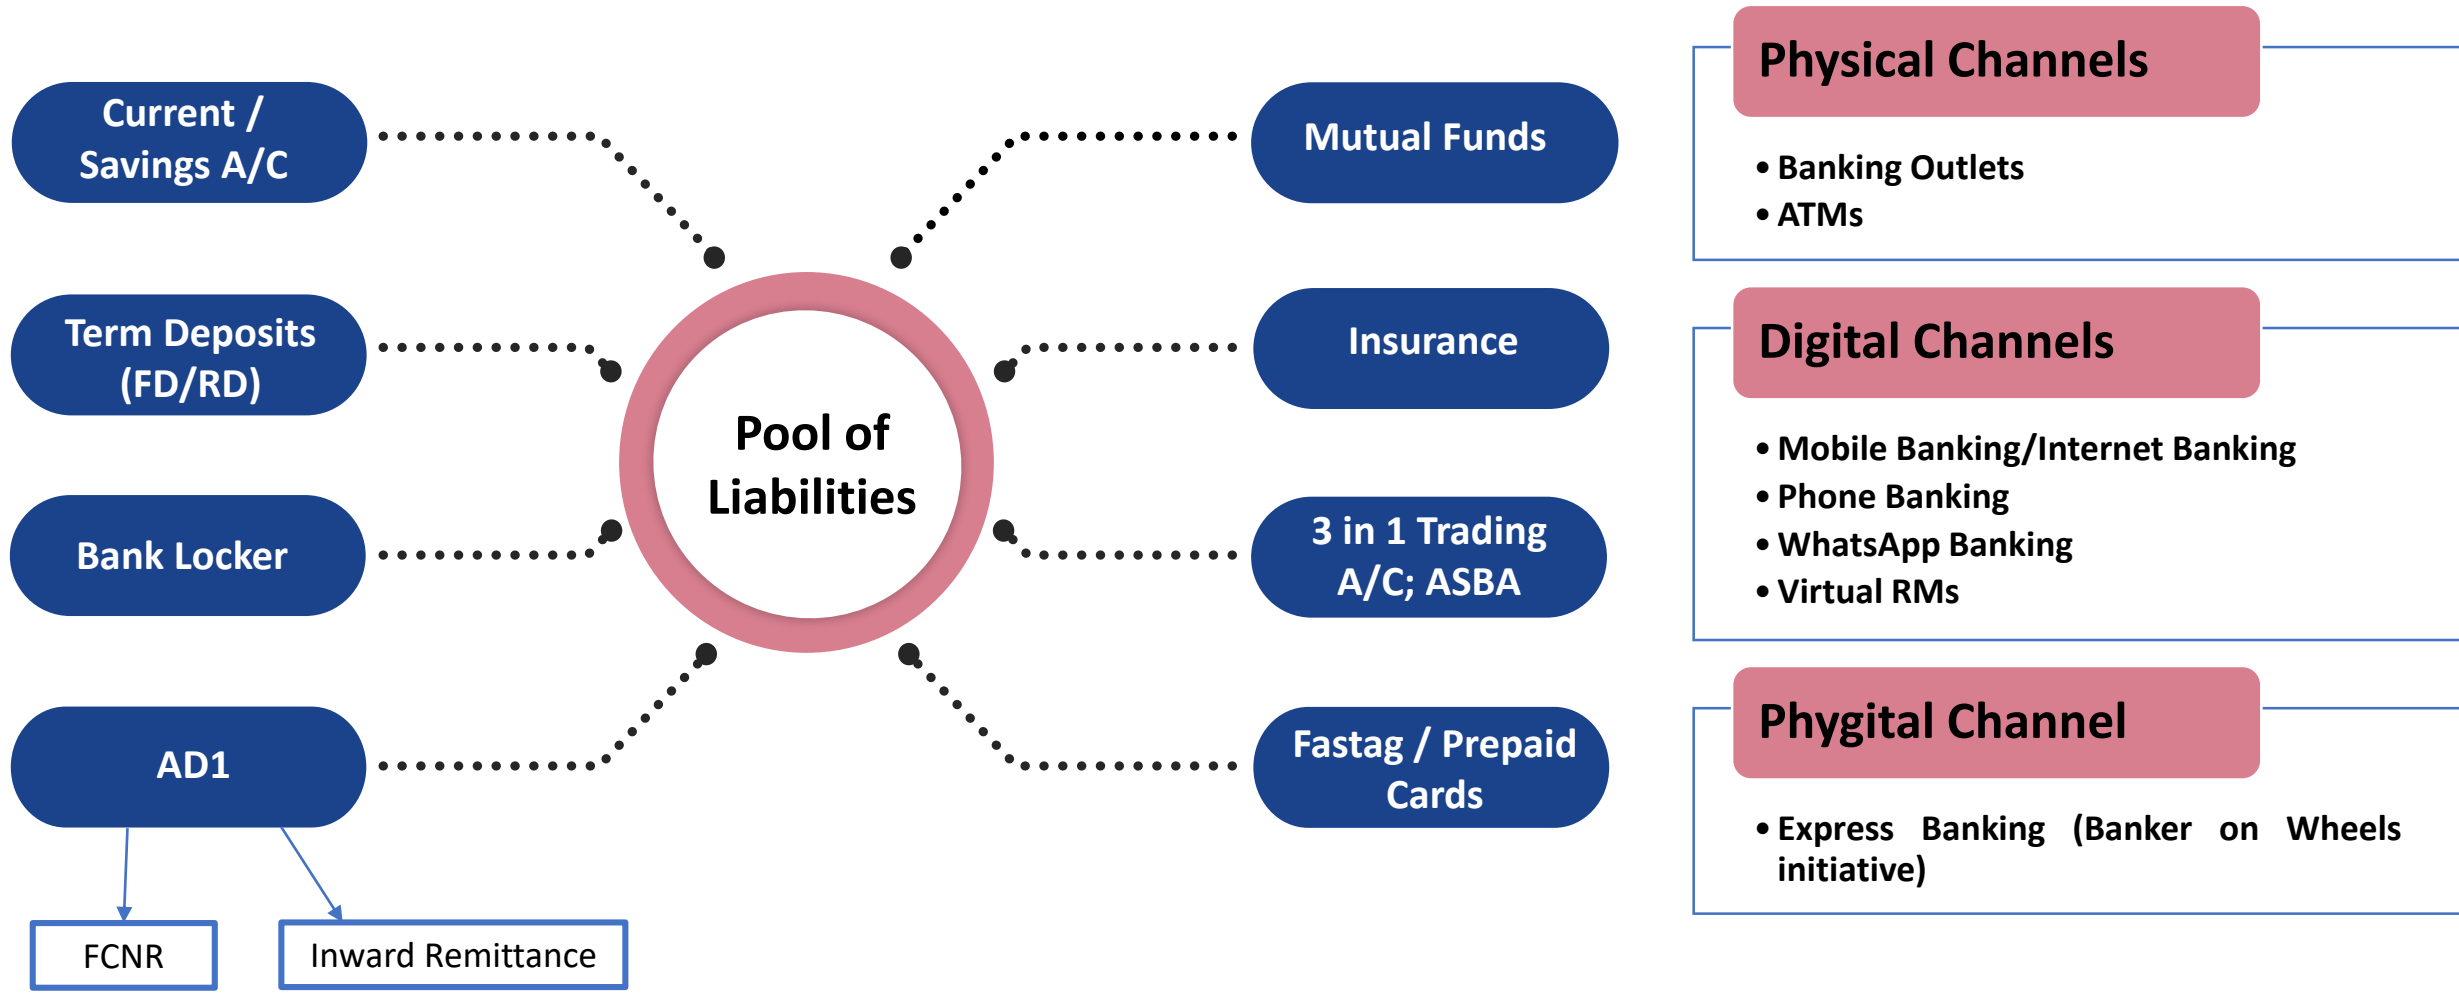 Current /
Savings A/C
Term Deposits
(FD/RD)
Bank Locker
AD1
FCNR
Inward Remittance
Pool of
Liabilities
Mutual Funds
Insurance
3 in 1 Trading
A/C; ASBA
Fastag / Prepaid
Cards
Physical Channels
• Banking Outlets
• ATMs
Digital Channels
• Mobile Banking/Internet Banking
• Phone Banking
• WhatsApp Banking
• Virtual RMs
Phygital Channel
• Express Banking (Banker on Wheels
initiative)